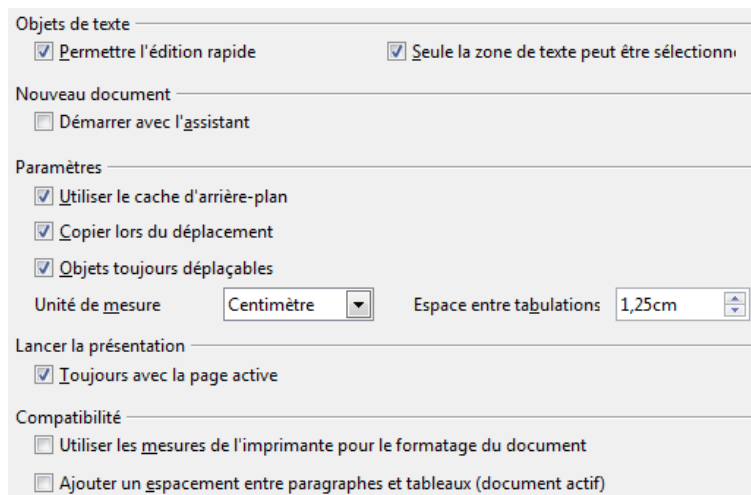 Objets de texte
Permettre l'édition rapide Seule la zone de texte peut être
Nouveau document
Démarrer avec l'assistant
Paramètres
Utiliser le cache d'arrière-plan
Copier lors du déplacement
Objets toujours déplaçables
Unité de mesure Centimètre Espace entre tabulations 1,25cm
Lancer la présentation
Toujours avec la page active
Compatibilité
Utiliser les mesures de l'imprimante pour le formatage du document
Ajouter un espacement entre paragraphes et tableaux (document actif)